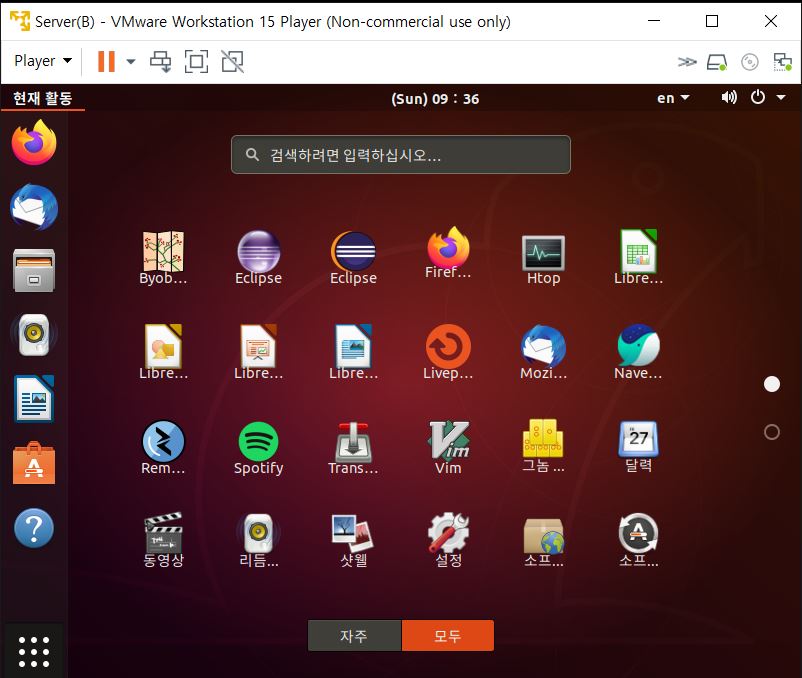 Server(B) - VMware Workstation 15 Player (Non-commercial use only)
Player
현재 활동
(Sun) 09 : 36
en
검색하려면 입력하십시오...
Byob...
Eclipse
Eclipse
Firef...
Htop
Libre...
Libre...
Libre...
Libre...
Livep...
Mozi...
Nave...
Rem...
Spotify
Trans...
Vim
그놈 ...
27
달력
동영상
리듬...
샷웰
설정
소프...
소프...
자주
모두